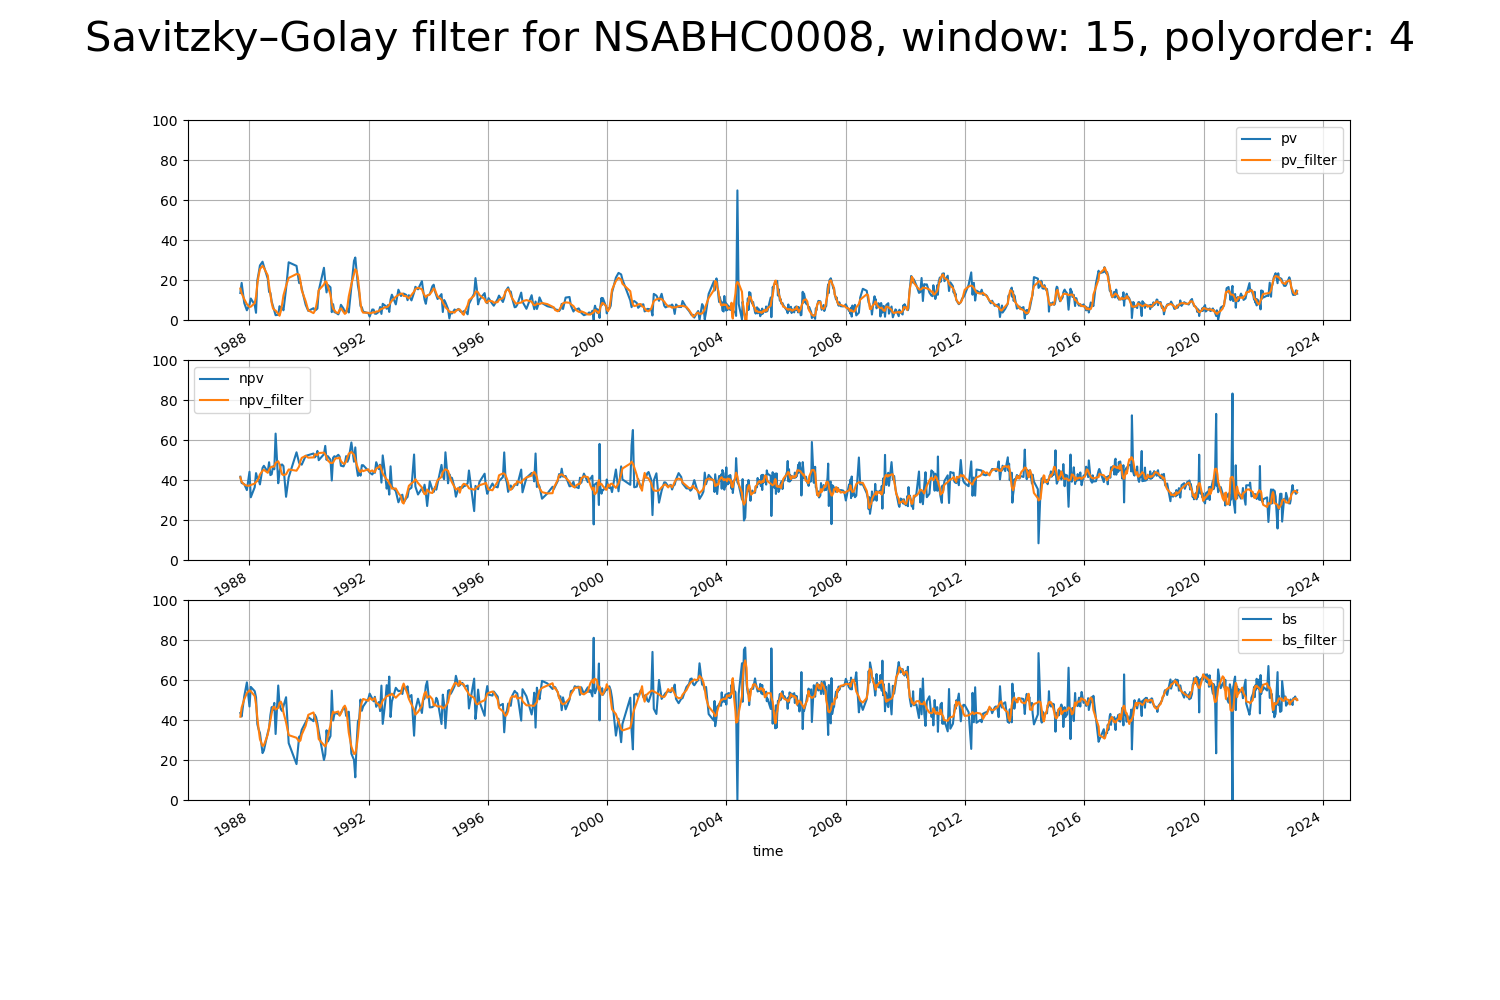 Savitzky–Golay filter for NSABHC0008, window: 15, polyorder: 4
100
80
60
40
20
0
pv
pv_filter
1988 1992 1996 2000 2004 2008 2012 2016 2020 2024
100
80
60
40
20
0
npv
npv_filter
1988 1992 1996 2000 2004 2008 2012 2016 2020 2024
100
80
60
40
20
0
bs
bs_filter
1988 1992 1996 2000 2004 2008 2012 2016 2020 2024
time